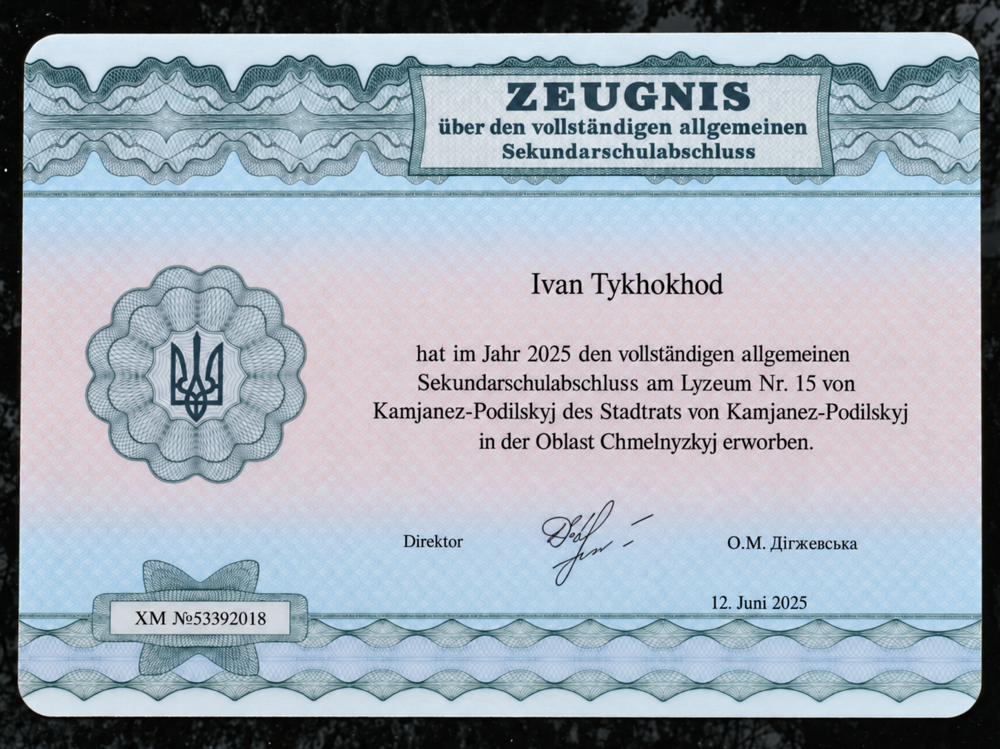 ZEUGNIS
über den vollständigen allgemeinen
Sekundarschulabschluss
Ivan Tykhokhod
hat im Jahr 2025 den vollständigen allgemeinen
Sekundarschulabschluss am Lyzeum Nr. 15 von
Kamjanez-Podilskyj des Stadtrats von Kamjanez-Podilskyj
in der Oblast Chmelnyzkyj erworben.
Direktor
О.М. Дігжевська
12. Juni 2025
ХМ №53392018